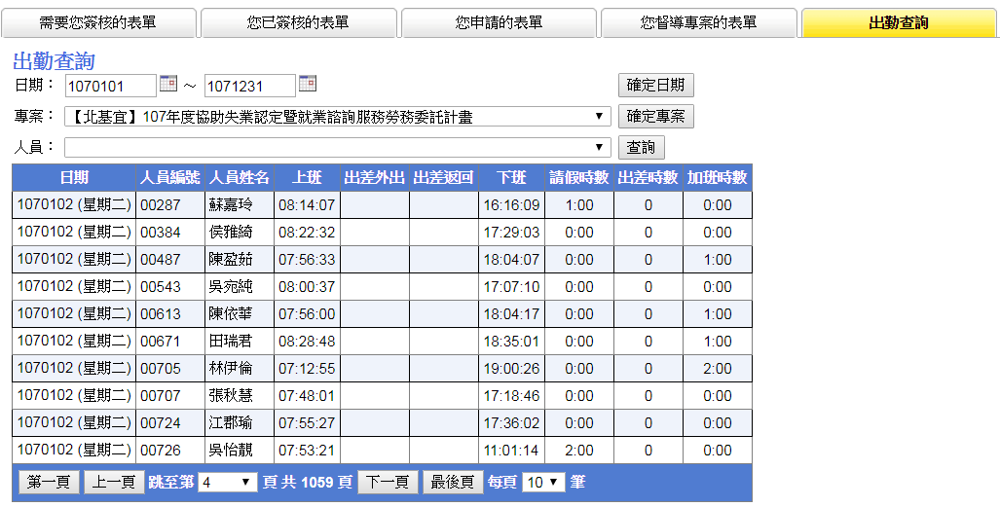 需要您簽核的表單 您已簽核的表單 您申請的表單 您督導專案的表單 出勤查詢
出勤查詢
日期： 1070101 ～ 1071231 確定日期
專案： 【北基宜】107年度協助失業認定暨就業諮詢服務勞務委託計畫 確定專案
人員： 查詢
日期 人員編號 人員姓名 上班 出差外出 出差返回 下班 請假時數 出差時數 加班時數
1070102 (星期二) 00287 蘇嘉玲 08:14:07 16:16:09 1:00 0 0:00
1070102 (星期二) 00384 侯雅綺 08:22:32 17:29:03 0:00 0 0:00
1070102 (星期二) 00487 陳盈茹 07:56:33 18:04:07 0:00 0 1:00
1070102 (星期二) 00543 吳宛純 08:00:37 17:07:10 0:00 0 0:00
1070102 (星期二) 00613 陳依華 07:56:00 18:04:17 0:00 0 1:00
1070102 (星期二) 00671 田瑞君 08:28:48 18:35:01 0:00 0 1:00
1070102 (星期二) 00705 林伊倫 07:12:55 19:00:26 0:00 0 2:00
1070102 (星期二) 00707 張秋慧 07:48:01 17:18:46 0:00 0 0:00
1070102 (星期二) 00724 江郡瑜 07:55:27 17:36:02 0:00 0 0:00
1070102 (星期二) 00726 吳怡靚 07:53:21 11:01:14 2:00 0 0:00
第一頁 上一頁 跳至第 4 頁 共 1059 頁 下一頁 最後頁 每頁 10 筆